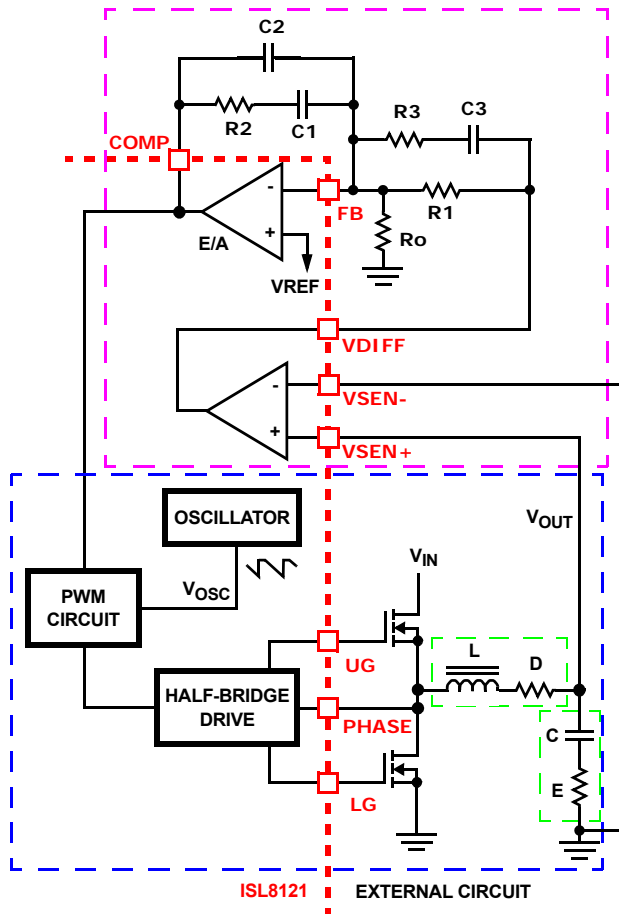 C2
R2
C1
R3
C3
COMP
-
FB
R1
+
E/A
Ro
VREF
VDIFF
-
VSEN-
+
VSEN+
OSCILLATOR
VOUT
VIN
PWM
CIRCUIT
VOSC
UG
L
D
HALF-BRIDGE
DRIVE
PHASE
C
E
LG
ISL8121
EXTERNAL CIRCUIT